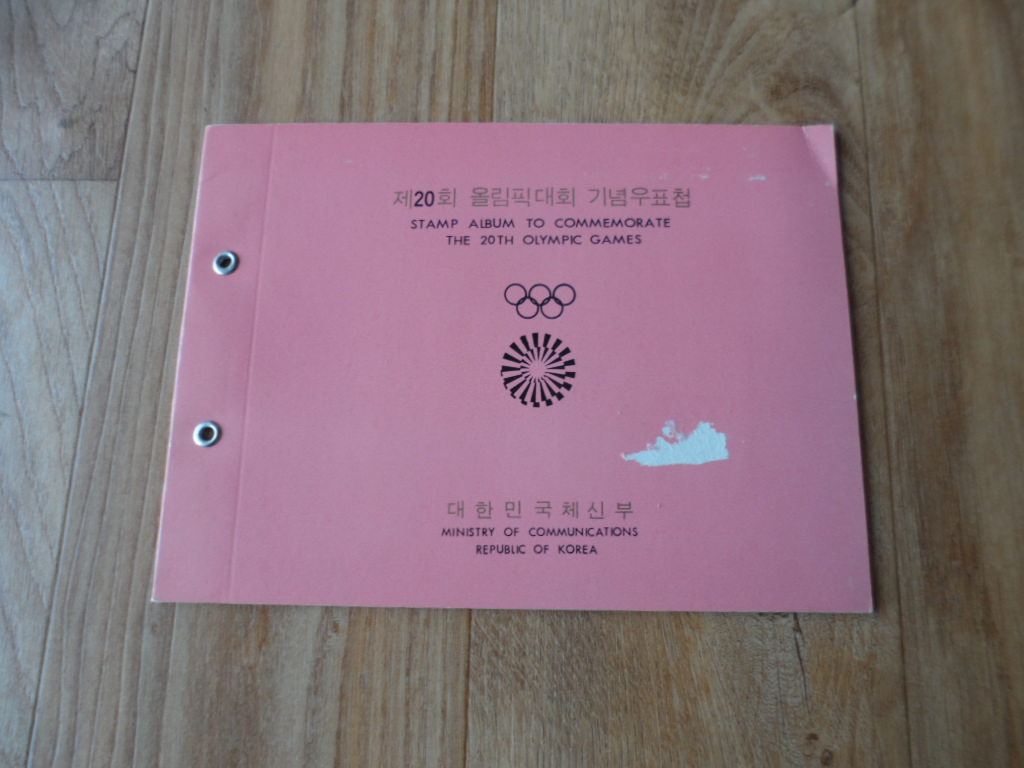 제20회 올림픽대회 기념우표첩
STAMP ALBUM TO COMMEMORATE
THE 20TH OLYMPIC GAMES
대한민국체신부
MINISTRY OF COMMUNICATIONS
REPUBLIC OF KOREA